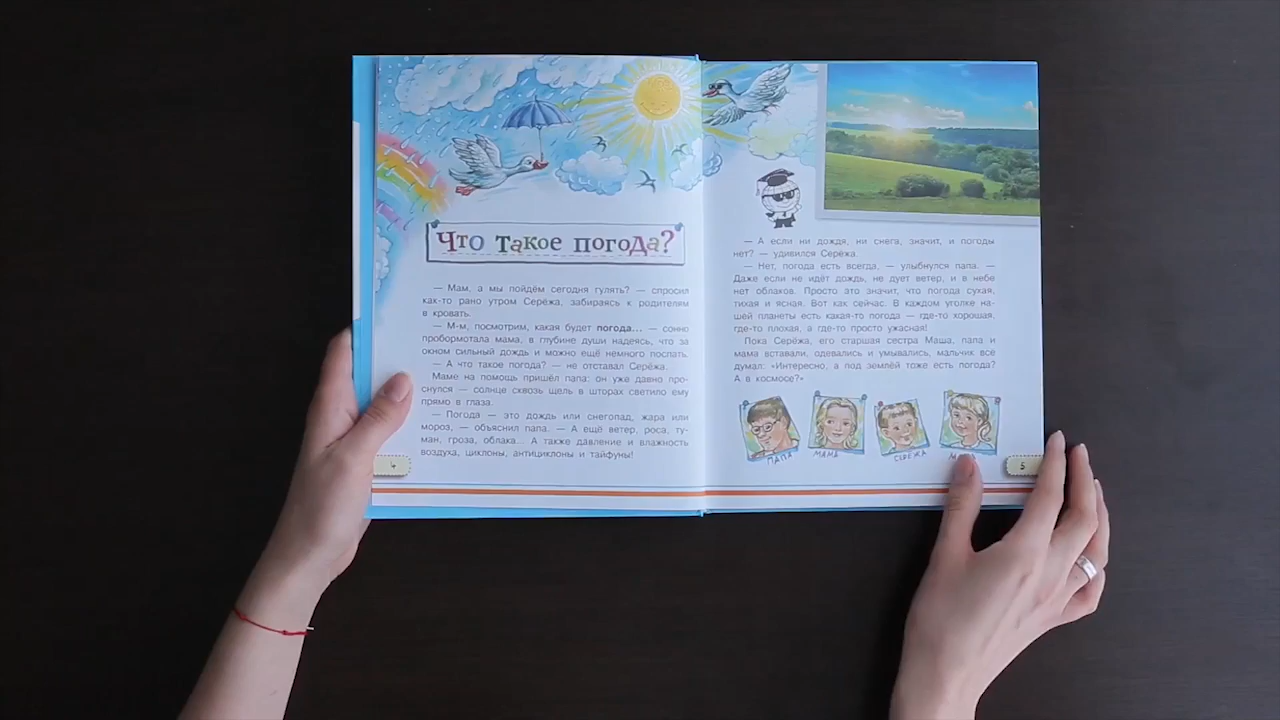 Что такое погода?
— Мам, а мы пойдём сегодня гулять? — спросил
как-то рано утром Серёжа, забираясь к родителям
в кровать.
— М-м, посмотрим, какая будет погода... — сонно
пробормотала мама, в глубине души надеясь, что за
окном сильный дождь и можно ещё немного поспать.
— А что такое погода? — не отставал Серёжа.
Маме на помощь пришёл папа: он уже давно про-
снулся — солнце сквозь щель в шторах светило ему
прямо в глаза.
— Погода — это дождь или снегопад, жара или
мороз, — объяснил папа. — А ещё ветер, роса, ту-
ман, гроза, облака... А также давление и влажность
воздуха, циклоны, антициклоны и тайфуны!
4
— А если ни дождя, ни снега, значит, и погоды
нет? — удивился Серёжа.
— Нет, погода есть всегда, — улыбнулся папа. —
Даже если не идёт дождь, не дует ветер, и в небе
нет облаков. Просто это значит, что погода сухая,
тихая и ясная. Вот как сейчас. В каждом уголке на-
шей планеты есть какая-то погода — где-то хорошая,
где-то плохая, а где-то просто ужасная!
Пока Серёжа, его старшая сестра Маша, папа и
мама вставали, одевались и умывались, мальчик всё
думал: «Интересно, а под землёй тоже есть погода?
А в космосе?»
ПАПА МАМА СЕРЁЖА
5